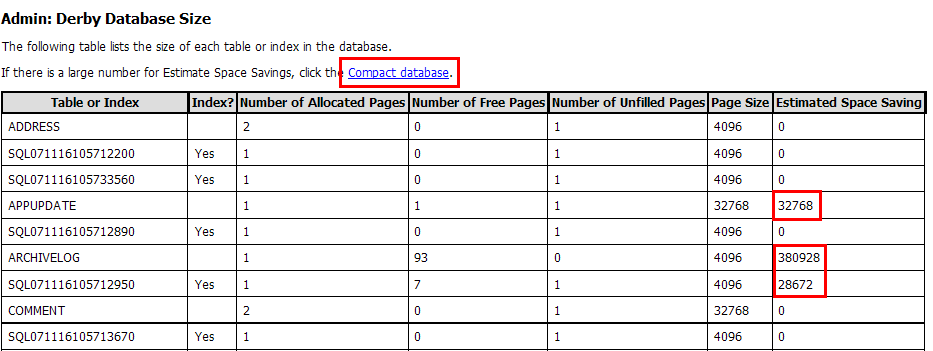 Admin: Derby Database Size
The following table lists the size of each table or index in the database.
If there is a large number for Estimate Space Savings, click the Compact database.
Table or Index Index? Number of Allocated Pages Number of Free Pages Number of Unfilled Pages Page Size Estimated Space Saving
ADDRESS 2 0 1 4096 0
SQL071116105712200 Yes 1 0 1 4096 0
SQL071116105733560 Yes 1 0 1 4096 0
APPUPDATE 1 1 1 32768 32768
SQL071116105712890 Yes 1 0 1 4096 0
ARCHIVELOG 1 93 0 4096 380928
SQL071116105712950 Yes 1 7 1 4096 28672
COMMENT 2 0 1 32768 0
SQL071116105713670 Yes 1 0 1 4096 0